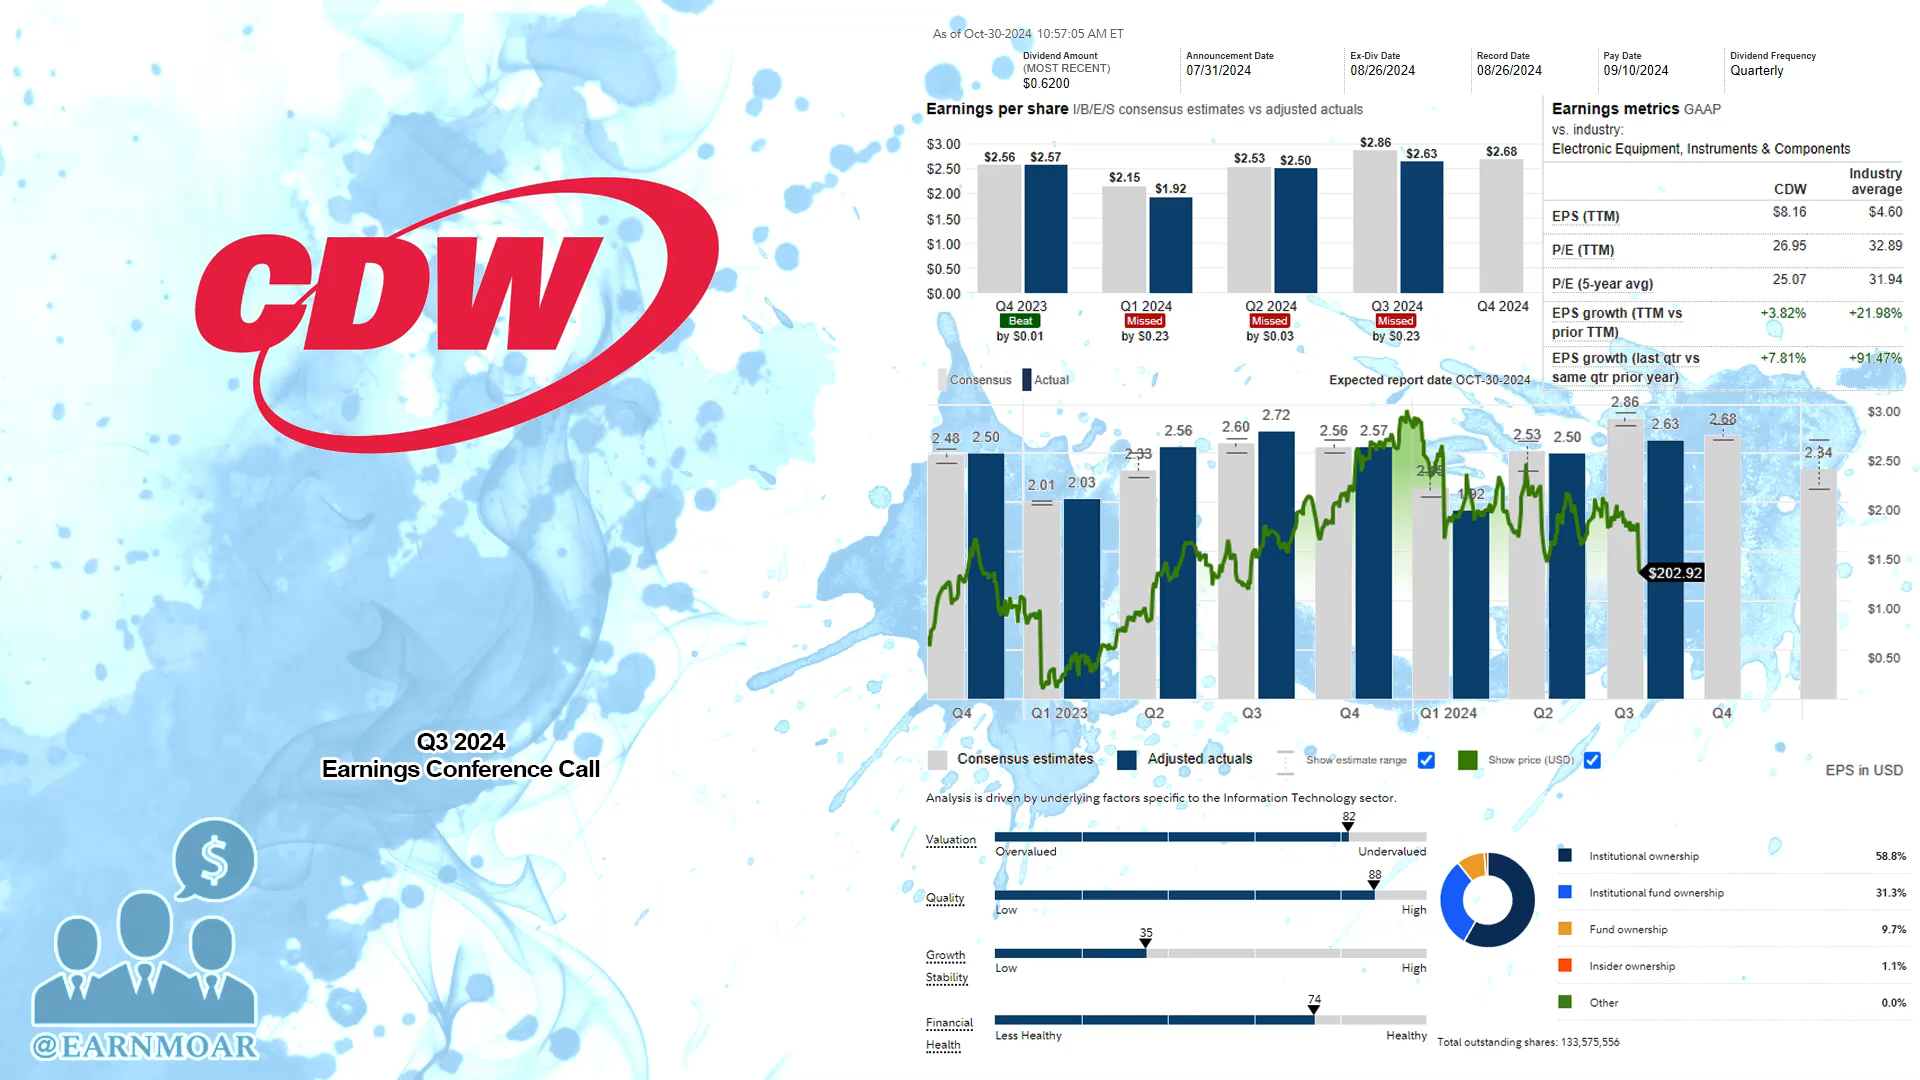 CDW
Q3 2024
Earnings Conference Call
$
@EARNMOAR
As of Oct-30-2024 10:57:05 AM ET
Dividend Amount
(MOST RECENT)
$0.6200
Announcement Date
07/31/2024
Ex-Div Date
08/26/2024
Record Date
08/26/2024
Pay Date
09/10/2024
Dividend Frequency
Quarterly
Earnings per share I/B/E/S consensus estimates vs adjusted actuals
$3.00
$2.50
$2.00
$1.50
$1.00
$0.50
$0.00
$2.56 $2.57
$2.15 $1.92
$2.53 $2.50
$2.86 $2.63
$2.68
Q4 2023
Beat
by $0.01
Q1 2024
Missed
by $0.23
Q2 2024
Missed
by $0.03
Q3 2024
Missed
by $0.23
Q4 2024
Consensus Actual
Expected report date OCT-30-2024
Earnings metrics GAAP
vs. industry:
Electronic Equipment, Instruments & Components
CDW Industry average
EPS (TTM) $8.16 $4.60
P/E (TTM) 26.95 32.89
P/E (5-year avg) 25.07 31.94
EPS growth (TTM vs prior TTM) +3.82% +21.98%
EPS growth (last qtr vs same qtr prior year) +7.81% +91.47%
2.48 2.50
2.01 2.03
2.33 2.56
2.60 2.72
2.56 2.57
1.92
2.53 2.50
2.86 2.63
2.68
2.34
$202.92
$3.00
$2.50
$2.00
$1.50
$1.00
$0.50
Q4 Q1 2023 Q2 Q3 Q4 Q1 2024 Q2 Q3 Q4
Consensus estimates Adjusted actuals Show estimate range Show price (USD)
EPS in USD
Analysis is driven by underlying factors specific to the Information Technology sector.
Valuation 82
Overvalued Undervalued
Quality 88
Low High
Growth Stability 35
Low High
Financial Health 74
Less Healthy Healthy
Institutional ownership 58.8%
Institutional fund ownership 31.3%
Fund ownership 9.7%
Insider ownership 1.1%
Other 0.0%
Total outstanding shares: 133,575,556